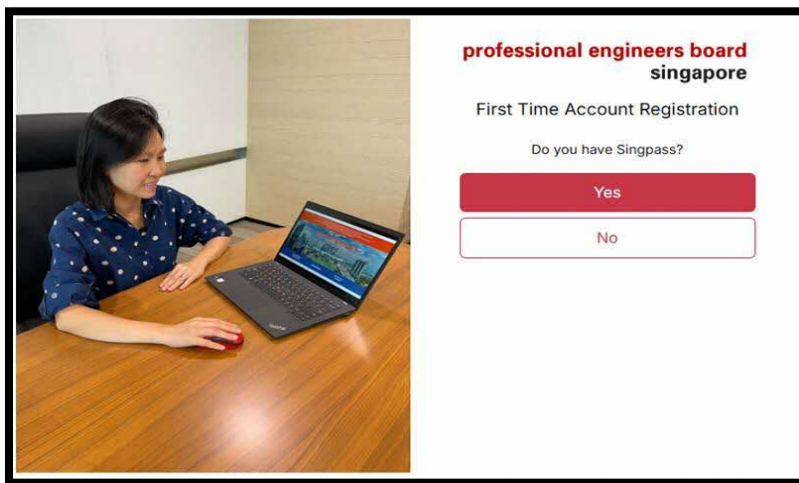 professional engineers board
singapore
First Time Account Registration
Do you have Singpass?
Yes
No